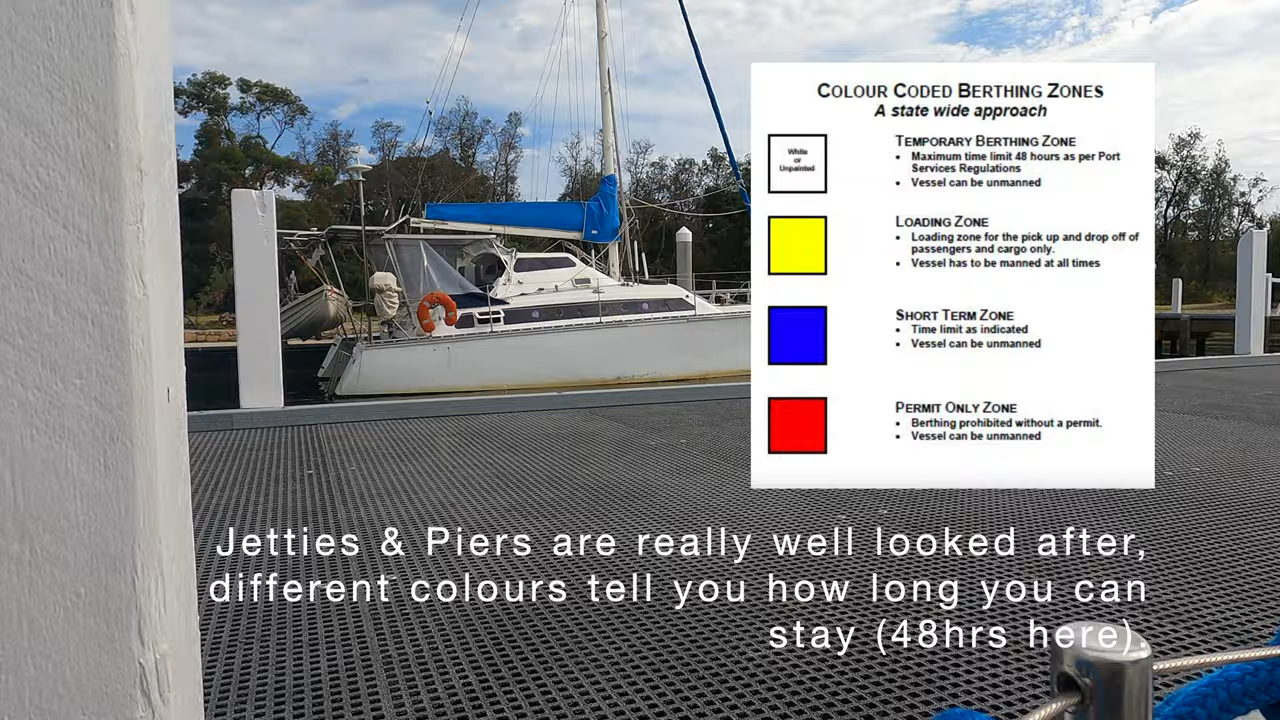 COLOUR CODED BERTHING ZONES
A state wide approach
White
or
Unpainted
TEMPORARY BERTHING ZONE
• Maximum time limit 48 hours as per Port
Services Regulations
• Vessel can be unmanned
LOADING ZONE
• Loading zone for the pick up and drop off of
passengers and cargo only.
• Vessel has to be manned at all times
SHORT TERM ZONE
• Time limit as indicated
• Vessel can be unmanned
PERMIT ONLY ZONE
• Berthing prohibited without a permit.
• Vessel can be unmanned
Jetties & Piers are really well looked after,
different colours tell you how long you can
stay (48hrs here).